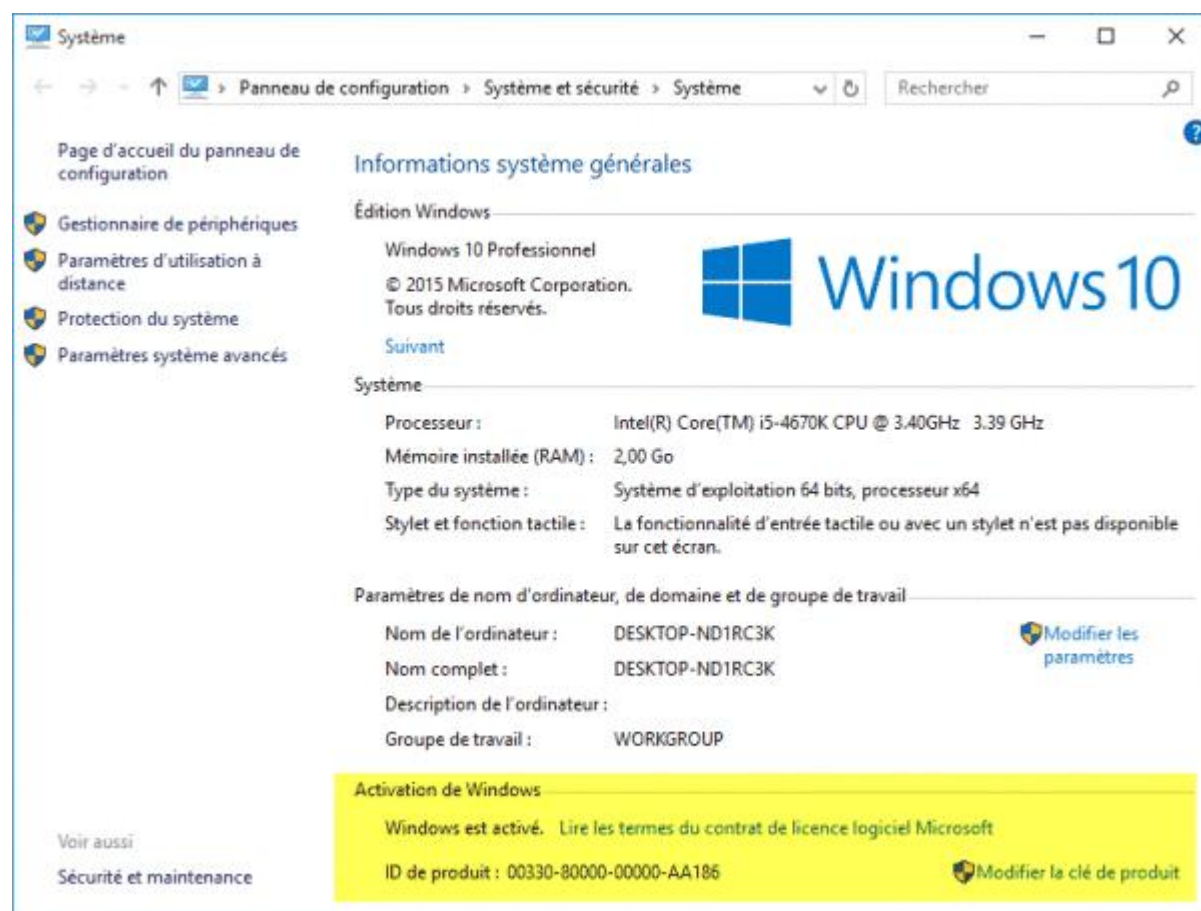 Système
Panneau de configuration > Système et sécurité > Système
Rechercher
Page d'accueil du panneau de
configuration
Gestionnaire de périphériques
Paramètres d'utilisation à
distance
Protection du système
Paramètres système avancés
Voir aussi
Sécurité et maintenance
?
Informations système générales
Édition Windows
Windows 10 Professionnel
© 2015 Microsoft Corporation.
Tous droits réservés.
Suivant
Windows 10
Système
Processeur : Intel(R) Core(TM) i5-4670K CPU @ 3.40GHz 3.39 GHz
Mémoire installée (RAM) : 2,00 Go
Type du système : Système d'exploitation 64 bits, processeur x64
Stylet et fonction tactile : La fonctionnalité d'entrée tactile ou avec un stylet n'est pas disponible
sur cet écran.
Paramètres de nom d'ordinateur, de domaine et de groupe de travail
Nom de l'ordinateur : DESKTOP-ND1RC3K
Modifier les
paramètres
Nom complet : DESKTOP-ND1RC3K
Description de l'ordinateur :
Groupe de travail : WORKGROUP
Activation de Windows
Windows est activé. Lire les termes du contrat de licence logiciel Microsoft
ID de produit : 00330-80000-00000-AA186 Modifier la clé de produit